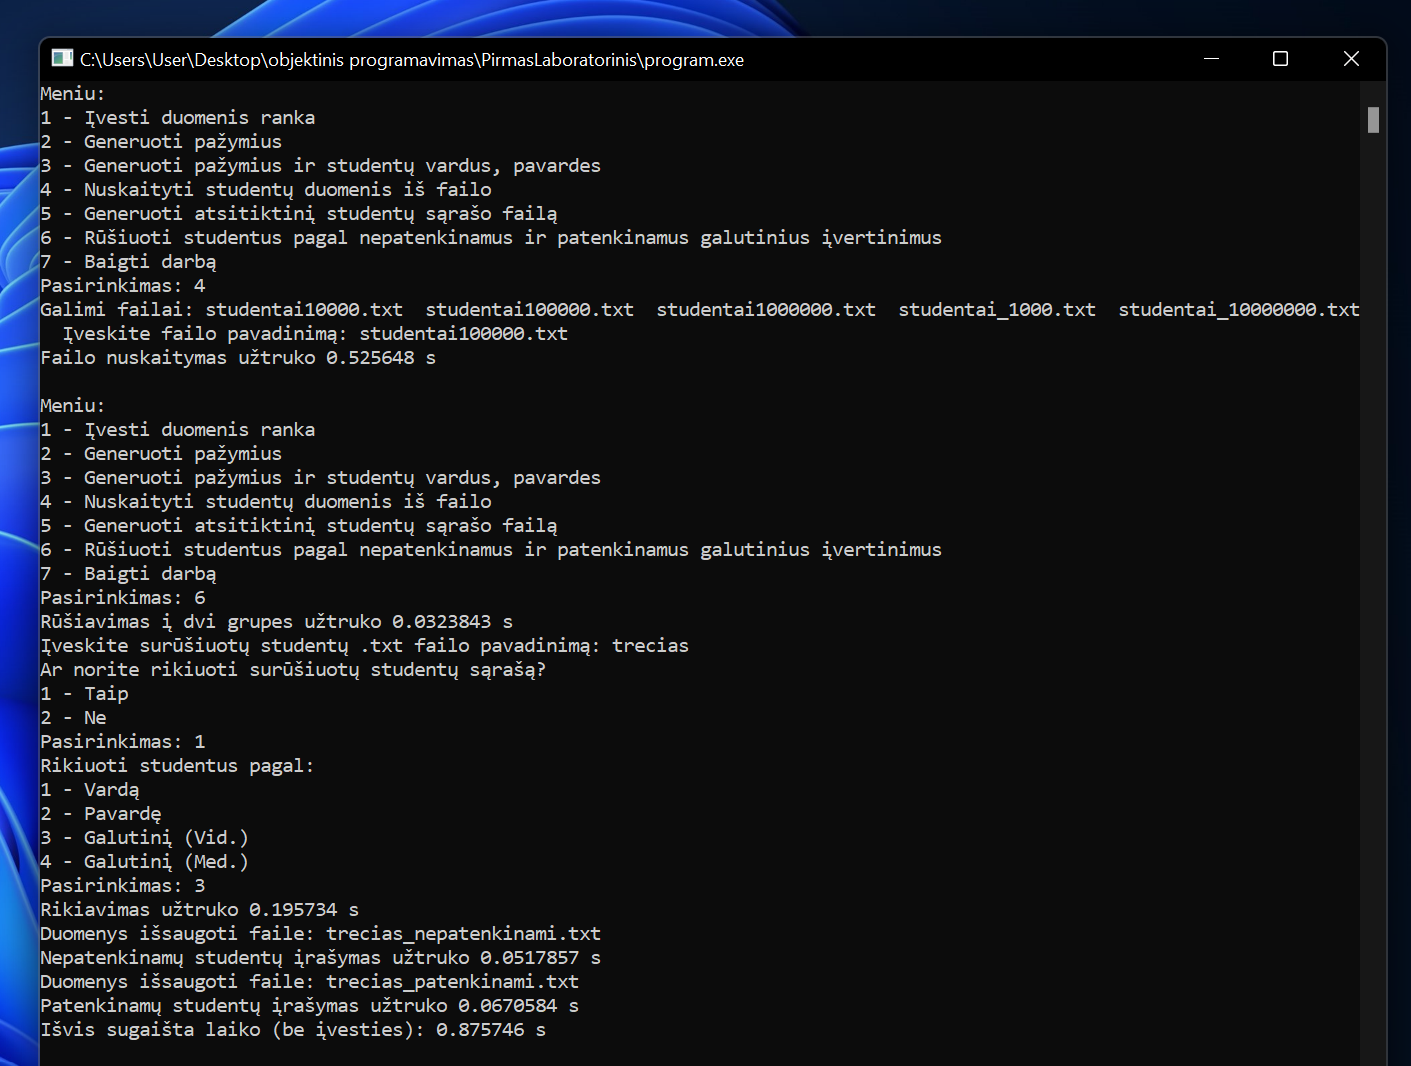 C:\Users\User\Desktop\objektinis programavimas\PirmasLaboratorinis\program.exe
Meniu:
1 - Įvesti duomenis ranka
2 - Generuoti pažymius
3 - Generuoti pažymius ir studentų vardus, pavardes
4 - Nuskaityti studentų duomenis iš failo
5 - Generuoti atsitiktinį studentų sąrašo failą
6 - Rūšiuoti studentus pagal nepatenkinamus ir patenkinamus galutinius įvertinimus
7 - Baigti darbą
Pasirinkimas: 4
Galimi failai: studentai10000.txt  studentai100000.txt  studentai1000000.txt  studentai_1000.txt  studentai_10000000.txt
  Įveskite failo pavadinimą: studentai100000.txt
Failo nuskaitymas užtruko 0.525648 s

Meniu:
1 - Įvesti duomenis ranka
2 - Generuoti pažymius
3 - Generuoti pažymius ir studentų vardus, pavardes
4 - Nuskaityti studentų duomenis iš failo
5 - Generuoti atsitiktinį studentų sąrašo failą
6 - Rūšiuoti studentus pagal nepatenkinamus ir patenkinamus galutinius įvertinimus
7 - Baigti darbą
Pasirinkimas: 6
Rūšiavimas į dvi grupes užtruko 0.0323843 s
Įveskite surūšiuotų studentų .txt failo pavadinimą: trecias
Ar norite rikiuoti surūšiuotų studentų sąrašą?
1 - Taip
2 - Ne
Pasirinkimas: 1
Rikiuoti studentus pagal:
1 - Vardą
2 - Pavardę
3 - Galutinį (Vid.)
4 - Galutinį (Med.)
Pasirinkimas: 3
Rikiavimas užtruko 0.195734 s
Duomenys išsaugoti faile: trecias_nepatenkinami.txt
Nepatenkinamų studentų įrašymas užtruko 0.0517857 s
Duomenys išsaugoti faile: trecias_patenkinami.txt
Patenkinamų studentų įrašymas užtruko 0.0670584 s
Išvis sugaišta laiko (be įvesties): 0.875746 s